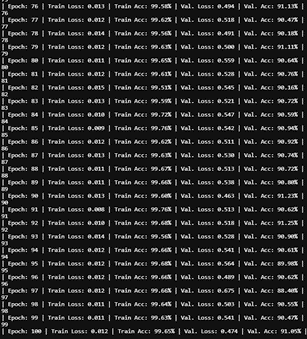 | Epoch: 76 | Train Loss: 0.013 | Train Acc: 99.58% | Val. Loss: 0.494 | Val. Acc: 91.13%
76
| Epoch: 77 | Train Loss: 0.012 | Train Acc: 99.62% | Val. Loss: 0.518 | Val. Acc: 90.47%
77
| Epoch: 78 | Train Loss: 0.014 | Train Acc: 99.56% | Val. Loss: 0.491 | Val. Acc: 90.18%
78
| Epoch: 79 | Train Loss: 0.011 | Train Acc: 99.63% | Val. Loss: 0.500 | Val. Acc: 91.11%
79
| Epoch: 80 | Train Loss: 0.011 | Train Acc: 99.65% | Val. Loss: 0.559 | Val. Acc: 90.64%
80
| Epoch: 81 | Train Loss: 0.012 | Train Acc: 99.61% | Val. Loss: 0.528 | Val. Acc: 90.76%
81
| Epoch: 82 | Train Loss: 0.015 | Train Acc: 99.51% | Val. Loss: 0.545 | Val. Acc: 90.16%
82
| Epoch: 83 | Train Loss: 0.013 | Train Acc: 99.59% | Val. Loss: 0.521 | Val. Acc: 90.72%
83
| Epoch: 84 | Train Loss: 0.010 | Train Acc: 99.72% | Val. Loss: 0.547 | Val. Acc: 90.59%
84
| Epoch: 85 | Train Loss: 0.009 | Train Acc: 99.76% | Val. Loss: 0.542 | Val. Acc: 90.94%
85
| Epoch: 86 | Train Loss: 0.012 | Train Acc: 99.62% | Val. Loss: 0.511 | Val. Acc: 90.92%
86
| Epoch: 87 | Train Loss: 0.013 | Train Acc: 99.63% | Val. Loss: 0.530 | Val. Acc: 90.74%
87
| Epoch: 88 | Train Loss: 0.011 | Train Acc: 99.67% | Val. Loss: 0.513 | Val. Acc: 90.72%
88
| Epoch: 89 | Train Loss: 0.011 | Train Acc: 99.66% | Val. Loss: 0.538 | Val. Acc: 90.80%
89
| Epoch: 90 | Train Loss: 0.013 | Train Acc: 99.60% | Val. Loss: 0.463 | Val. Acc: 91.23%
90
| Epoch: 91 | Train Loss: 0.008 | Train Acc: 99.76% | Val. Loss: 0.513 | Val. Acc: 90.62%
91
| Epoch: 92 | Train Loss: 0.010 | Train Acc: 99.68% | Val. Loss: 0.518 | Val. Acc: 91.25%
92
| Epoch: 93 | Train Loss: 0.014 | Train Acc: 99.56% | Val. Loss: 0.528 | Val. Acc: 90.90%
93
| Epoch: 94 | Train Loss: 0.012 | Train Acc: 99.66% | Val. Loss: 0.541 | Val. Acc: 90.61%
94
| Epoch: 95 | Train Loss: 0.012 | Train Acc: 99.68% | Val. Loss: 0.564 | Val. Acc: 89.98%
95
| Epoch: 96 | Train Loss: 0.012 | Train Acc: 99.66% | Val. Loss: 0.489 | Val. Acc: 90.62%
96
| Epoch: 97 | Train Loss: 0.012 | Train Acc: 99.66% | Val. Loss: 0.675 | Val. Acc: 88.40%
97
| Epoch: 98 | Train Loss: 0.011 | Train Acc: 99.64% | Val. Loss: 0.503 | Val. Acc: 90.55%
98
| Epoch: 99 | Train Loss: 0.011 | Train Acc: 99.63% | Val. Loss: 0.541 | Val. Acc: 90.47%
99
| Epoch: 100 | Train Loss: 0.012 | Train Acc: 99.65% | Val. Loss: 0.474 | Val. Acc: 91.05%